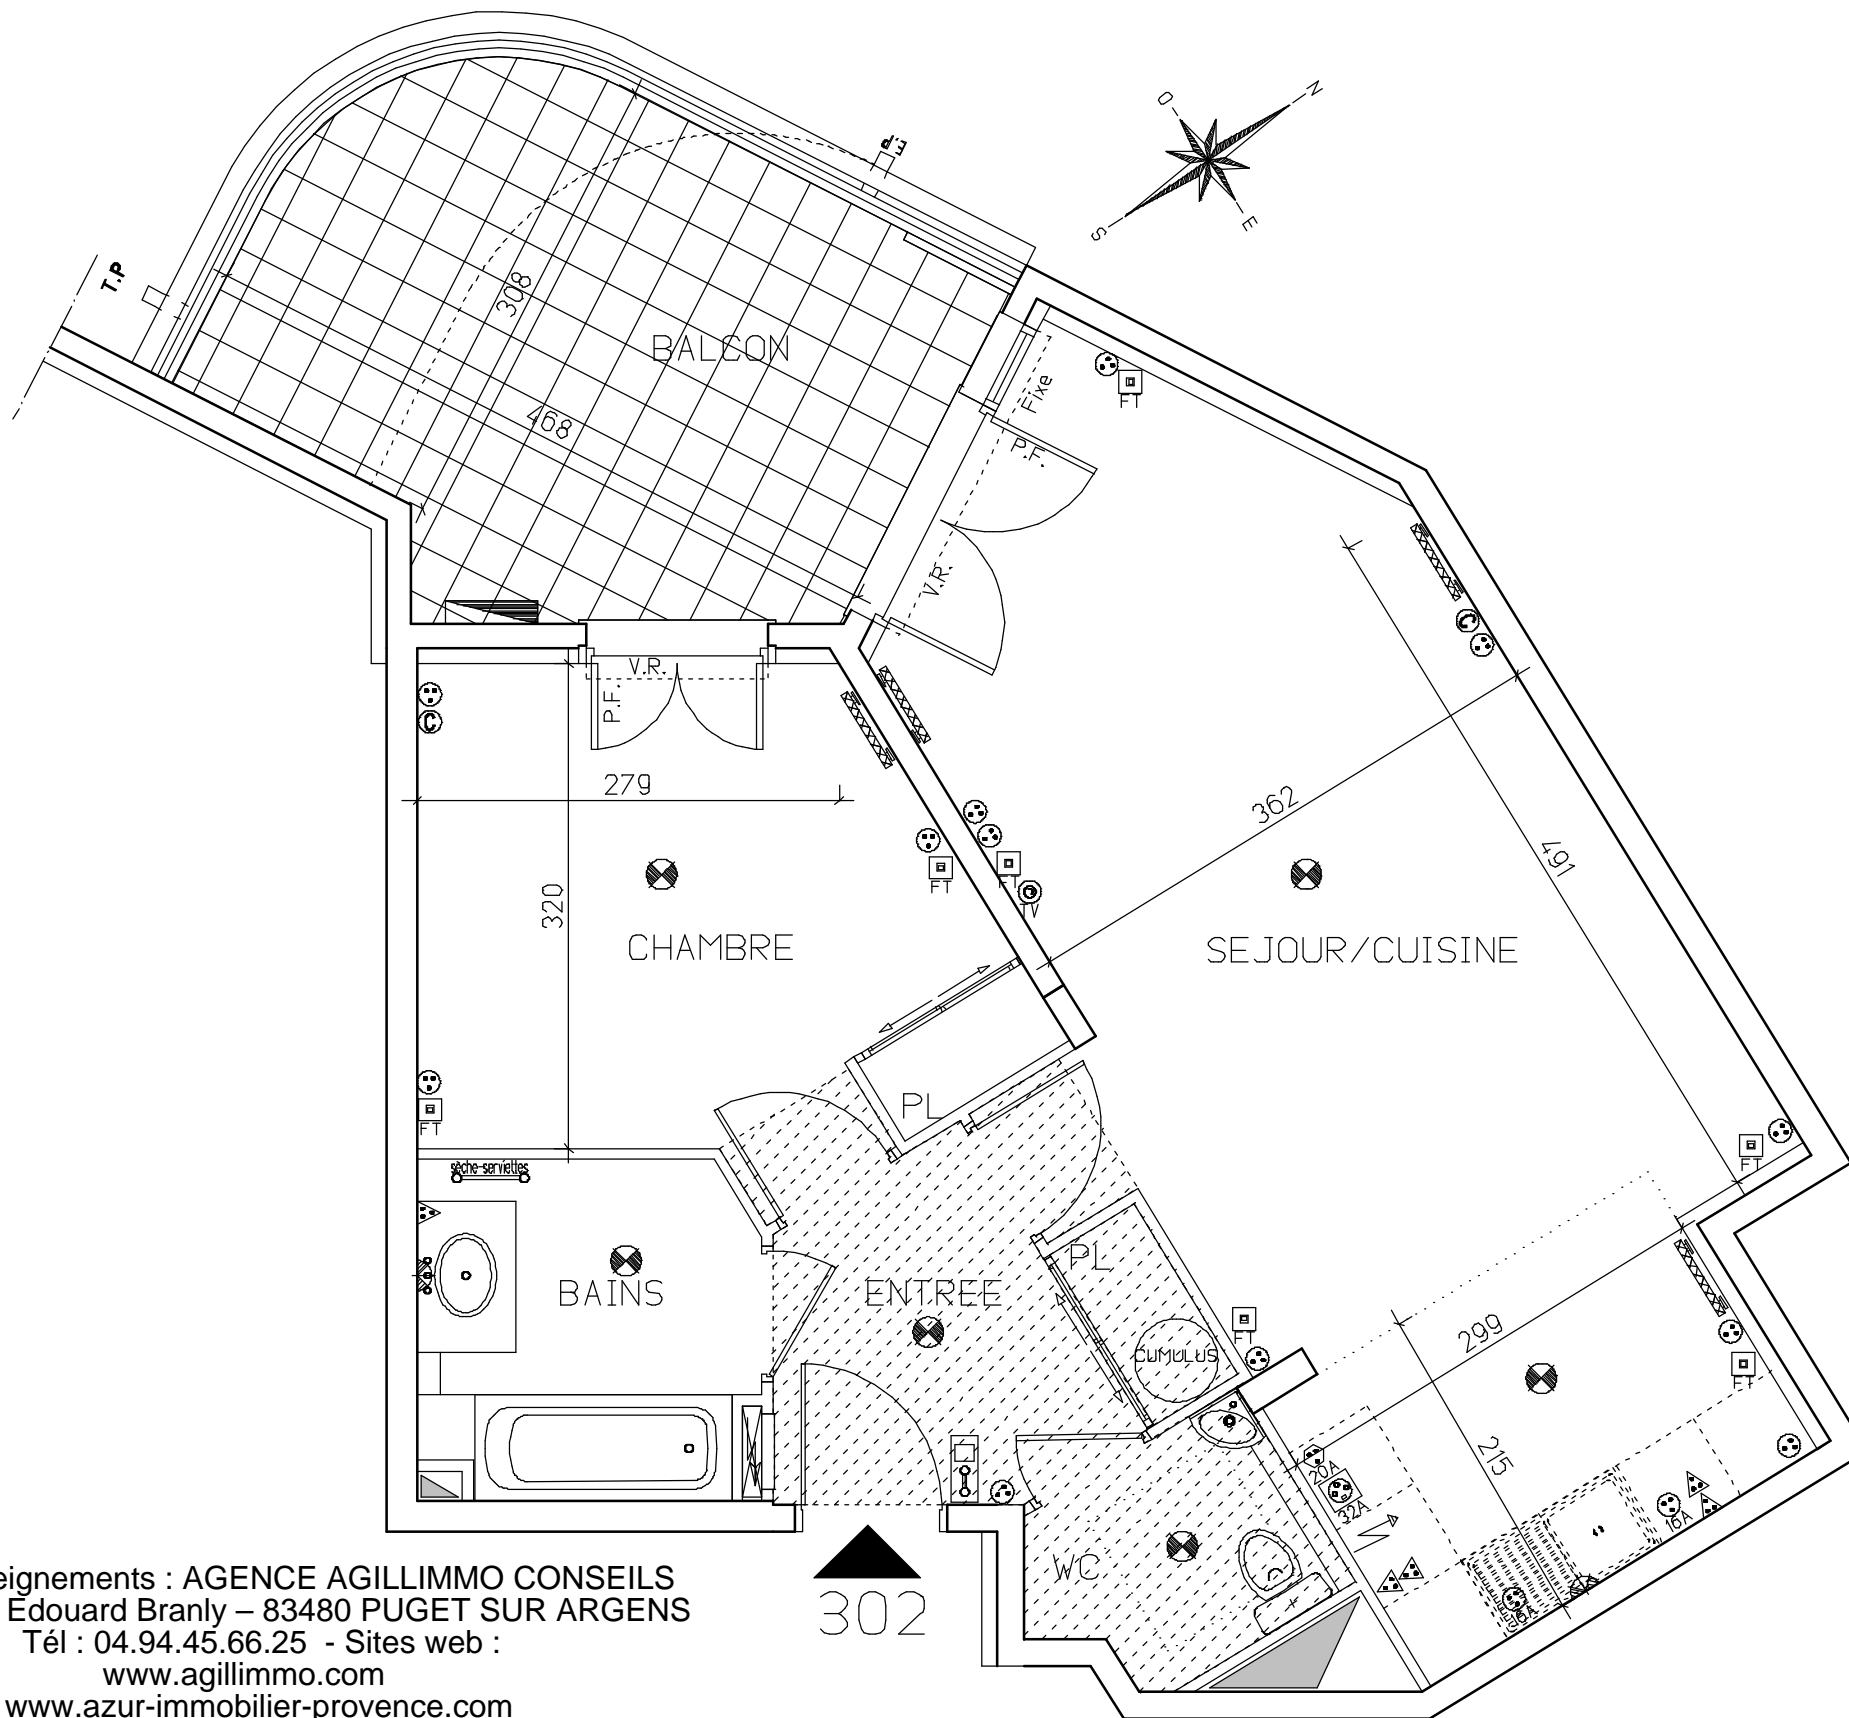 N
O
E
S
T.P
308
BALCON
468
Fixe
P.F.
FT
V.R.
V.R.
P.F.
C
C
279
362
491
320
FT
FT
TV
CHAMBRE
SEJOUR/CUISINE
PL
FT
FT
sèche-serviettes
BAINS
ENTREE
PL
CUMULUS
FT
299
FT
215
20A
32A
16A
WC
302
eignements : AGENCE AGILLIMMO CONSEILS
Edouard Branly – 83480 PUGET SUR ARGENS
Tél : 04.94.45.66.25 - Sites web :
www.agillimmo.com
www.azur-immobilier-provence.com